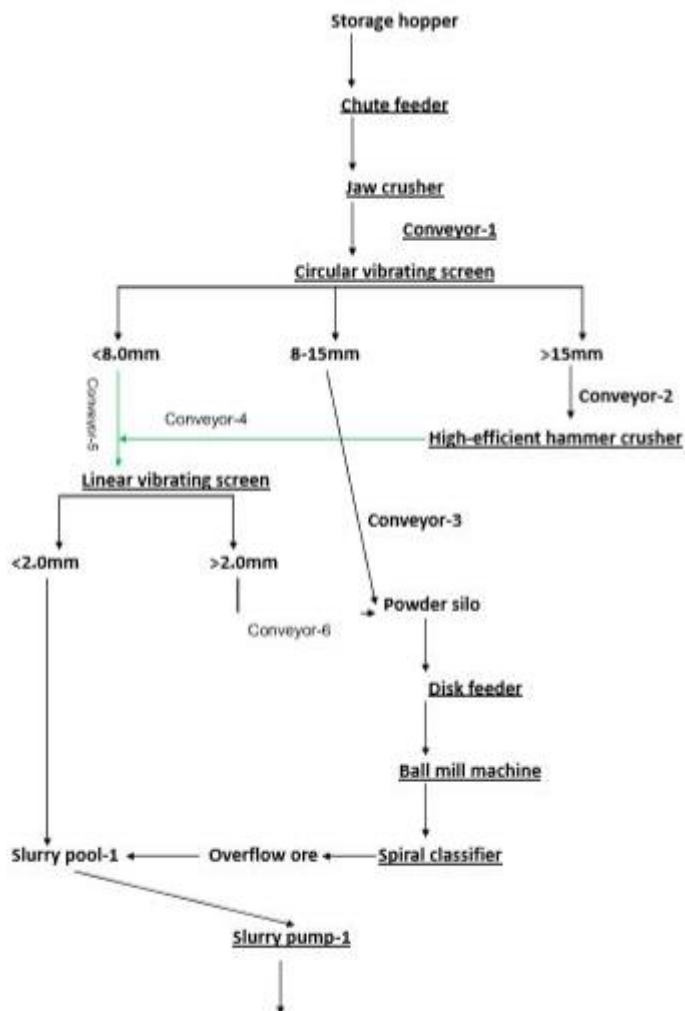 Storage hopper
Chute feeder
Jaw crusher
Conveyor-1
Circular vibrating screen
<8.0mm
8-15mm
>15mm
Conveyor-5
Conveyor-2
Conveyor-4
High-efficient hammer crusher
Linear vibrating screen
Conveyor-3
<2.0mm
>2.0mm
Powder silo
Conveyor-6
Disk feeder
Ball mill machine
Slurry pool-1
Overflow ore
Spiral classifier
Slurry pump-1